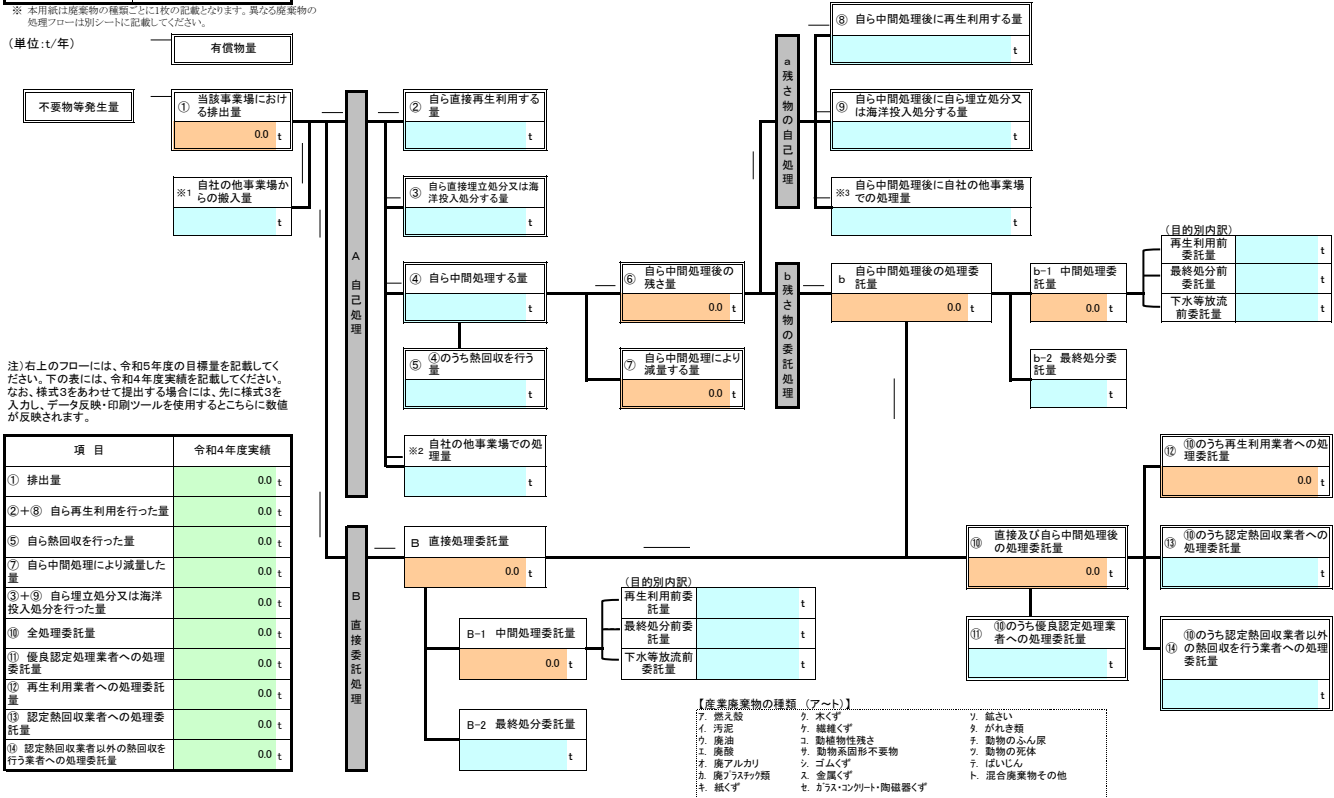 ※ 本用紙は廃棄物の種類ごとに1枚の記載となります。異なる廃棄物の
処理フローは別シートに記載してください。
(単位:t/年)
有償物量
不要物等発生量
① 当該事業場におけ
る排出量
0.0 t
※1 自社の他事業場か
らの搬入量
t
A 自己処理
② 自ら直接再生利用する
量
t
③ 自ら直接埋立処分又は海
洋投入処分する量
t
④ 自ら中間処理する量
t
⑤ ④のうち熱回収を行う
量
t
※2 自社の他事業場での処
理量
t
⑥ 自ら中間処理後の
残さ量
0.0 t
⑦ 自ら中間処理により
減量する量
0.0 t
a 残さ物の自己処理
⑧ 自ら中間処理後に再生利用する量
t
⑨ 自ら中間処理後に自ら埋立処分又
は海洋投入処分する量
t
※3 自ら中間処理後に自社の他事業場
での処理量
t
b 残さ物の委託処理
b 自ら中間処理後の処理委
託量
0.0 t
b-1 中間処理委
託量
0.0 t
(目的別内訳)
再生利用前
委託量
t
最終処分前
委託量
t
下水等放流
前委託量
t
b-2 最終処分委
託量
t
注)右上のフローには、令和5年度の目標量を記載してく
ださい。下の表には、令和4年度実績を記載してください。
なお、様式3をあわせて提出する場合には、先に様式3を
入力し、データ反映・印刷ツールを使用するとこちらに数値
が反映されます。
項 目 令和4年度実績
① 排出量 0.0 t
②+⑧ 自ら再生利用を行った量 0.0 t
⑤ 自ら熱回収を行った量 0.0 t
⑦ 自ら中間処理により減量した
量 0.0 t
③+⑨ 自ら埋立処分又は海洋
投入処分を行った量 0.0 t
⑩ 全処理委託量 0.0 t
⑪ 優良認定処理業者への処理
委託量 0.0 t
⑫ 再生利用業者への処理委託
量 0.0 t
⑬ 認定熱回収業者への処理委
託量 0.0 t
⑭ 認定熱回収業者以外の熱回収を
行う業者への処理委託量 0.0 t
B 直接委託処理
B 直接処理委託量
0.0 t
B-1 中間処理委託量
0.0 t
(目的別内訳)
再生利用前委
託量
t
最終処分前委
託量
t
下水等放流前
委託量
t
B-2 最終処分委託量
t
⑩ 直接及び自ら中間処理後
の処理委託量
0.0 t
⑪ ⑩のうち優良認定処理業
者への処理委託量
t
⑫ ⑩のうち再生利用業者への処
理委託量
0.0 t
⑬ ⑩のうち認定熱回収業者への
処理委託量
t
⑭ ⑩のうち認定熱回収業者以外
の熱回収を行う業者への処理
委託量
t
【産業廃棄物の種類 (ア~ト)】
ア. 燃え殻
イ. 汚泥
ウ. 廃油
エ. 廃酸
オ. 廃アルカリ
カ. 廃プラスチック類
キ. 紙くず
ク. 木くず
ケ. 繊維くず
コ. 動植物性残さ
サ. 動物系固形不要物
シ. ゴムくず
ス. 金属くず
セ. ガラス・コンクリート・陶磁器くず
ソ. 鉱さい
タ. がれき類
チ. 動物のふん尿
ツ. 動物の死体
テ. ばいじん
ト. 混合廃棄物その他